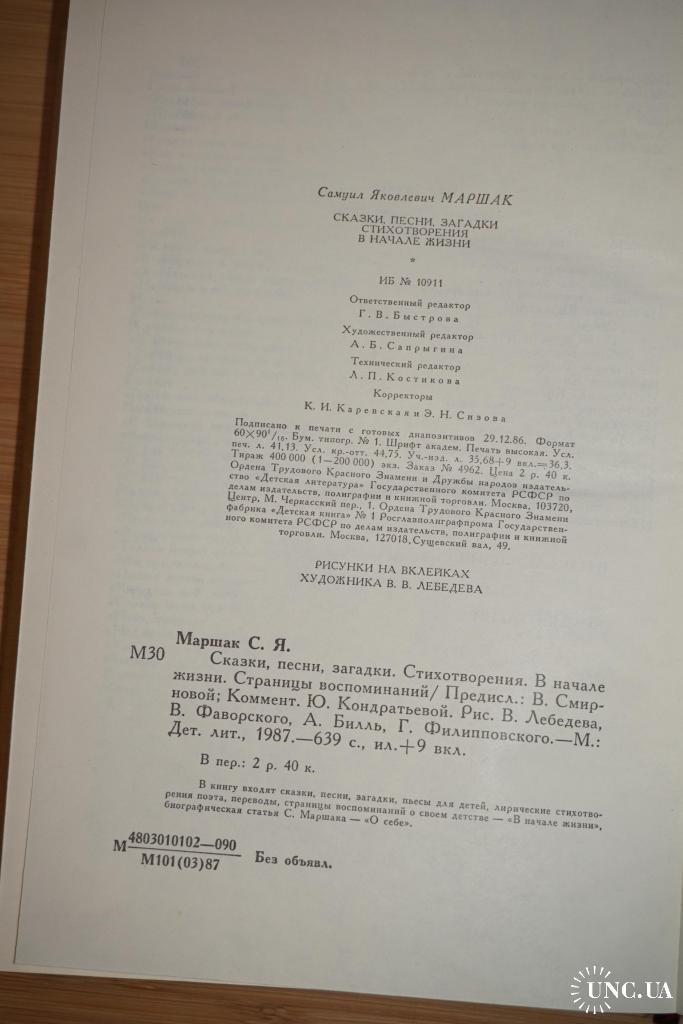 Самуил Яковлевич МАРШАК
СКАЗКИ, ПЕСНИ, ЗАГАДКИ
СТИХОТВОРЕНИЯ
В НАЧАЛЕ ЖИЗНИ
*
ИБ № 10911
Ответственный редактор
Г. В. Быстрова
Художественный редактор
А. Б. Сапрыгина
Технический редактор
Л. П. Костикова
Корректоры
К. И. Каревская и Э. Н. Сизова
Подписано к печати с готовых диапозитивов 29.12.86. Формат
60×90¹/₁₆. Бум. типогр. № 1. Шрифт академ. Печать высокая. Усл.
печ. л. 41,13. Усл. кр.-отт. 44,75. Уч.-изд. л. 35,68+9 вкл.=36,3.
Тираж 400 000 (1—200 000) экз. Заказ № 4962. Цена 2 р. 40 к.
Ордена Трудового Красного Знамени и Дружбы народов издатель-
ство «Детская литература» Государственного комитета РСФСР по
делам издательств, полиграфии и книжной торговли. Москва, 103720,
Центр, М. Черкасский пер., 1. Ордена Трудового Красного Знамени
фабрика «Детская книга» № 1 Росглавполиграфпрома Государствен-
ного комитета РСФСР по делам издательств, полиграфии и книжной
торговли. Москва, 127018, Сущевский вал, 49.
РИСУНКИ НА ВКЛЕЙКАХ
ХУДОЖНИКА В. В. ЛЕБЕДЕВА
Маршак С. Я.
М30 Сказки, песни, загадки. Стихотворения. В начале
жизни. Страницы воспоминаний/ Предисл.: В. Смир-
новой; Коммент. Ю. Кондратьевой. Рис. В. Лебедева,
В. Фаворского, А. Билль, Г. Филипповского.—М.:
Дет. лит., 1987.—639 с., ил.+9 вкл.
В пер.: 2 р. 40 к.
В книгу входят сказки, песни, загадки, пьесы для детей, лирические стихотво-
рения поэта, переводы, страницы воспоминаний о своем детстве — «В начале жизни»,
биографическая статья С. Маршака — «О себе».
М 4803010102—090
М101(03)87 Без объявл.
UNC.UA